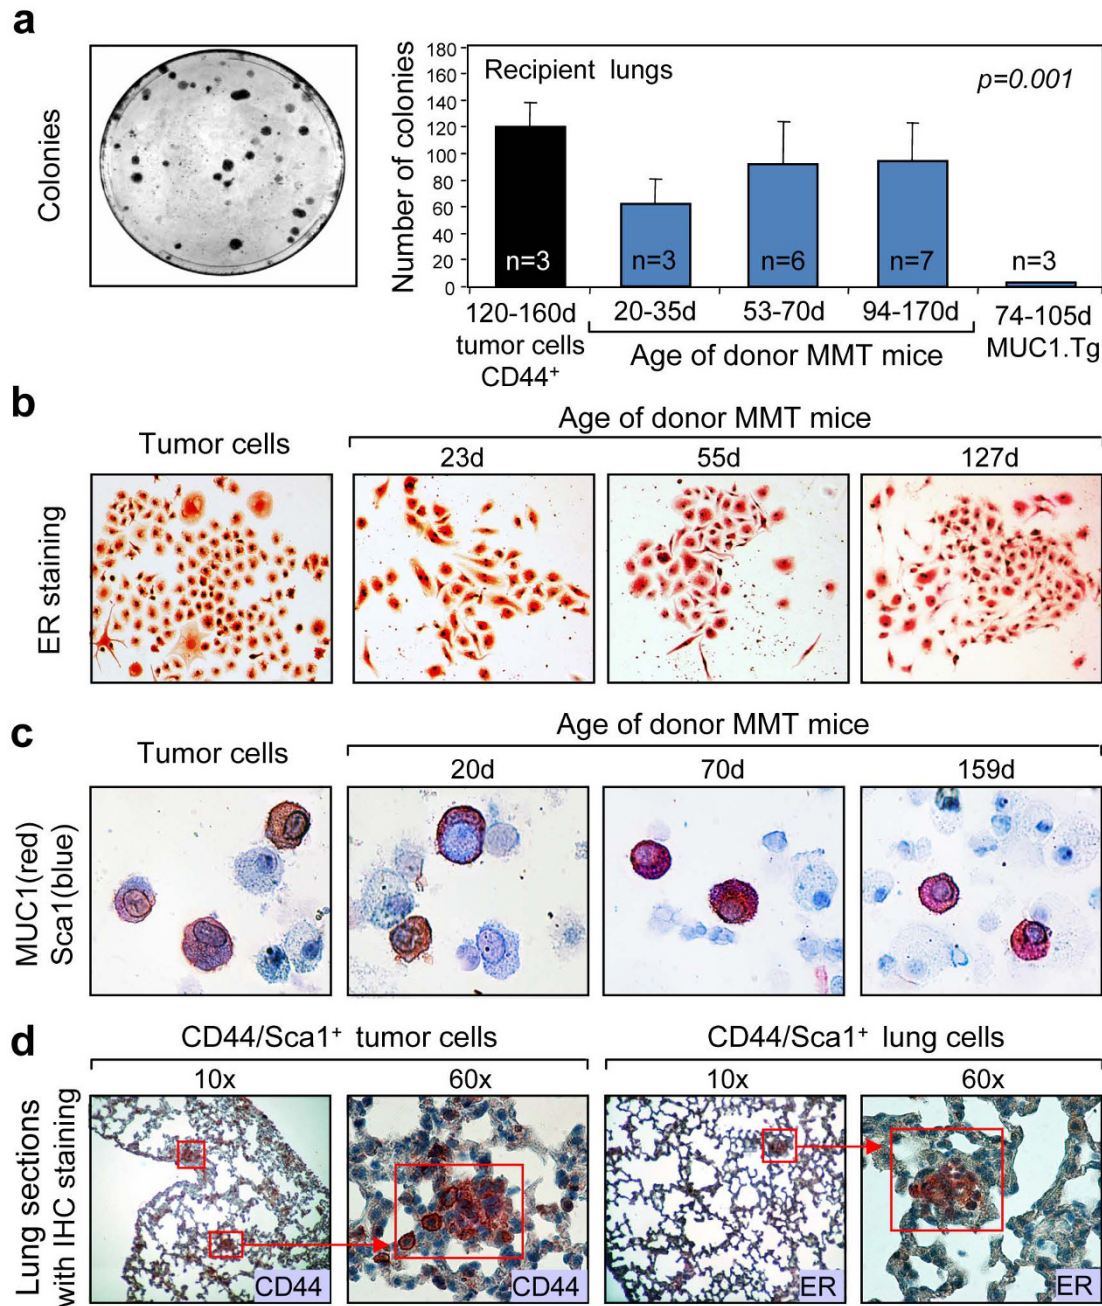 a
Colonies
Number of colonies
180
160
140
120
100
80
60
40
20
0
Recipient lungs
p=0.001
n=3
n=3
n=6
n=7
n=3
120-160d
tumor cells
CD44+
20-35d
53-70d
94-170d
Age of donor MMT mice
74-105d
MUC1.Tg
b
Age of donor MMT mice
Tumor cells
23d
55d
127d
ER staining
c
Age of donor MMT mice
Tumor cells
20d
70d
159d
MUC1(red)
Sca1(blue)
d
CD44/Sca1+ tumor cells
CD44/Sca1+ lung cells
10x
60x
10x
60x
Lung sections
with IHC staining
CD44
CD44
ER
ER